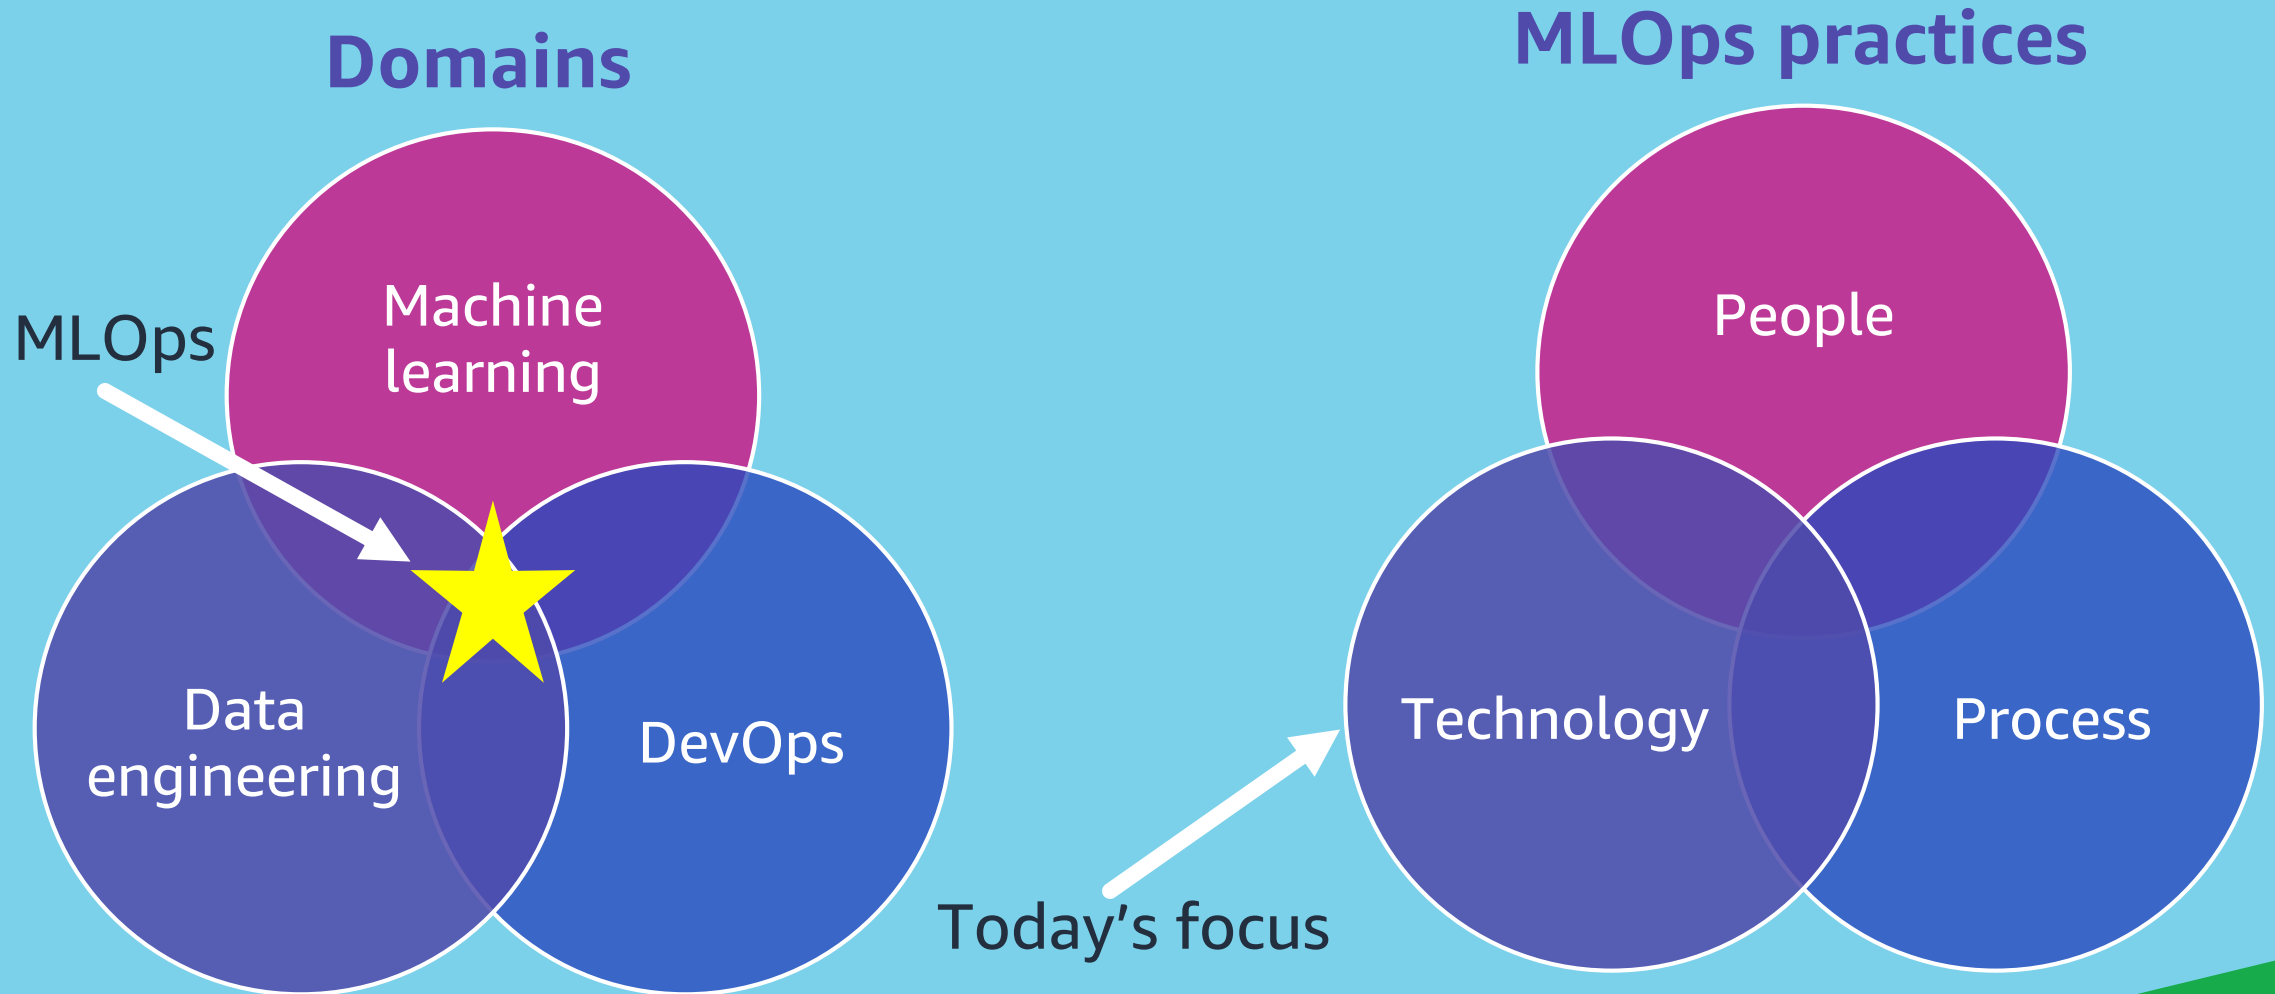 Domains
MLOps
Machine
learning
Data
engineering
DevOps
MLOps practices
People
Technology
Process
Today’s focus